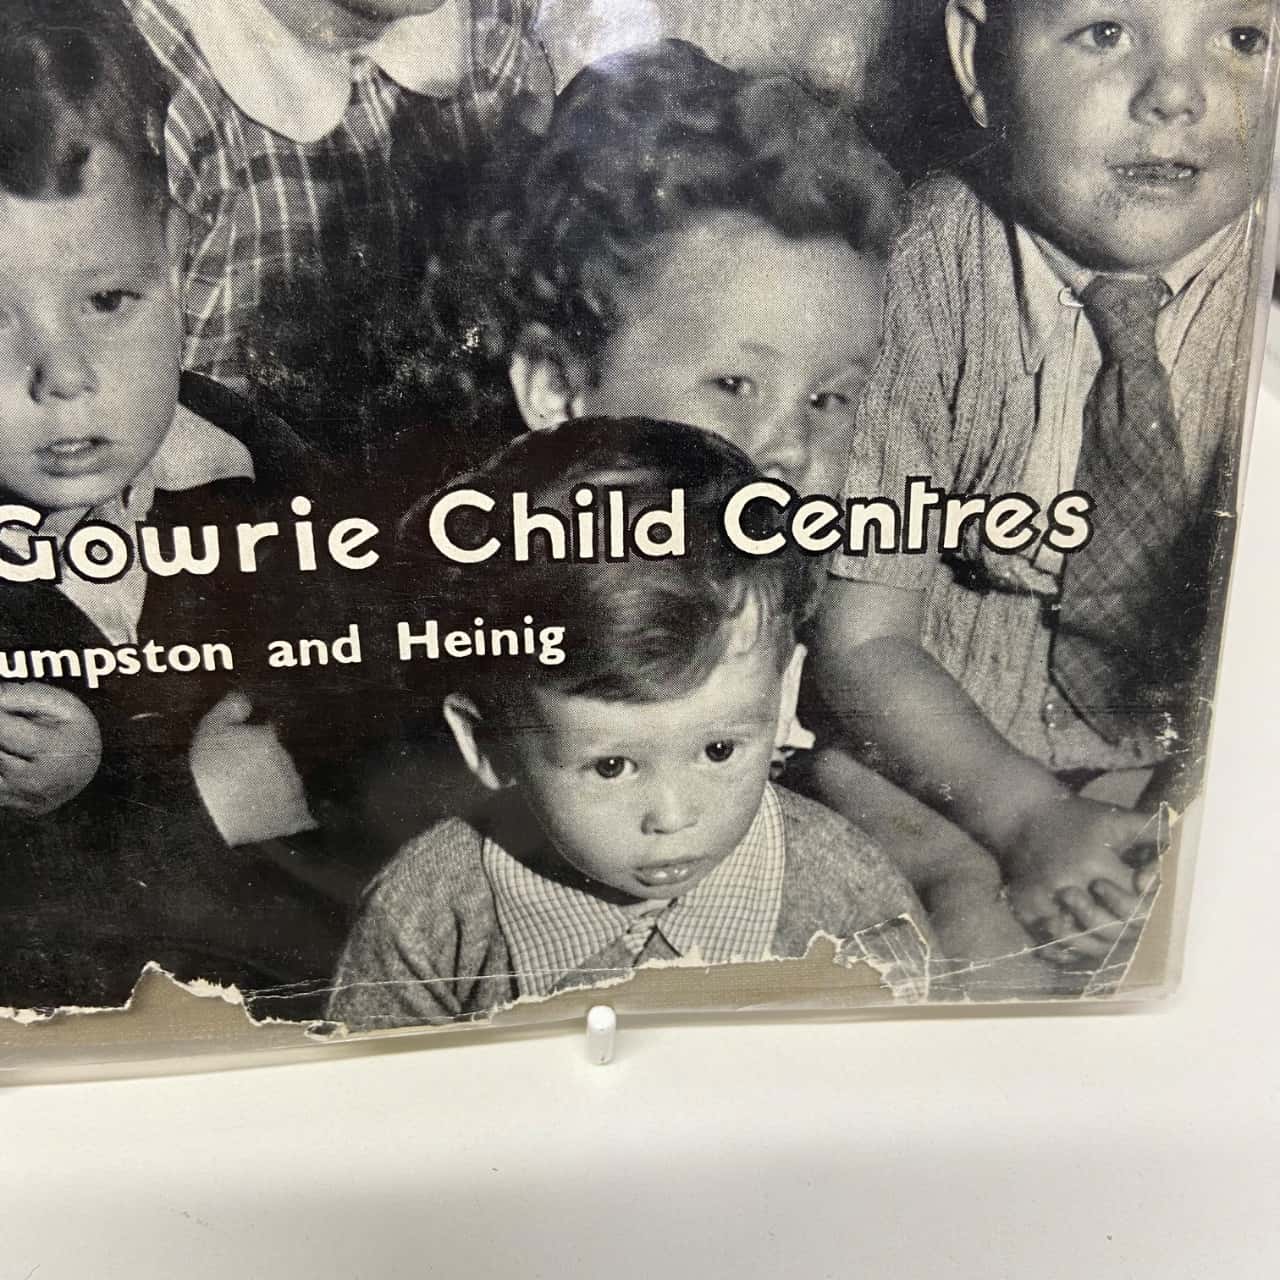 Gowrie Child Centres
umpston and Heinig